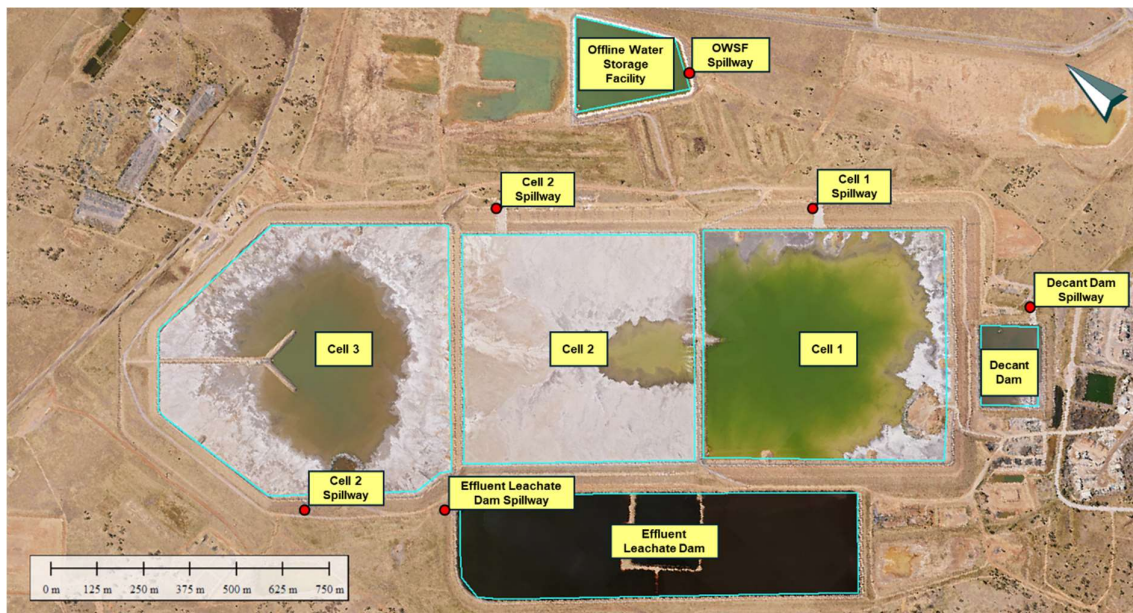 Offline Water
Storage
Facility
OWSF
Spillway
Cell 2
Spillway
Cell 1
Spillway
Decant Dam
Spillway
Cell 3
Cell 2
Cell 1
Decant
Dam
Cell 2
Spillway
Effluent Leachate
Dam Spillway
Effluent
Leachate Dam
0 m 125 m 250 m 375 m 500 m 625 m 750 m